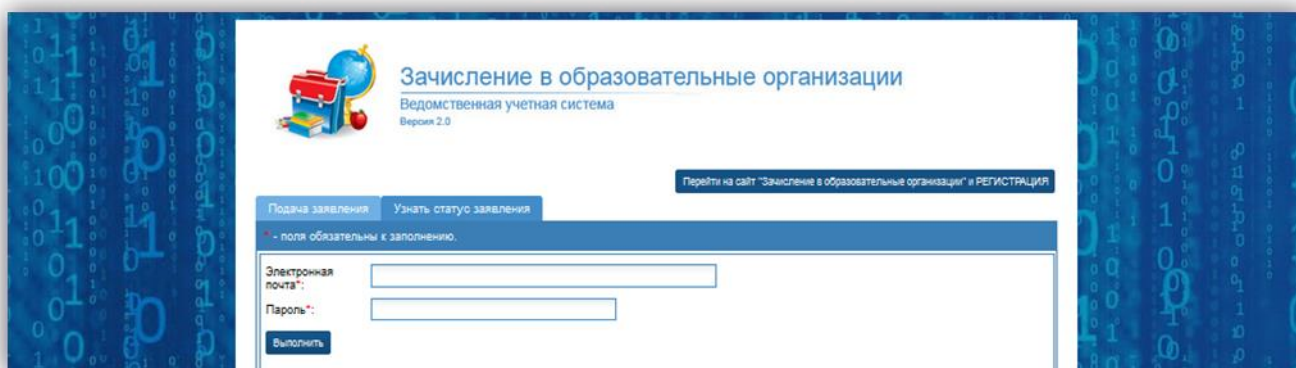 Зачисление в образовательные организации
Ведомственная учетная система
Версия 2.0
Перейти на сайт "Зачисление в образовательные организации" и РЕГИСТРАЦИЯ
Подача заявления Узнать статус заявления
* - поля обязательны к заполнению.
Электронная
почта*:
Пароль*:
Выполнить